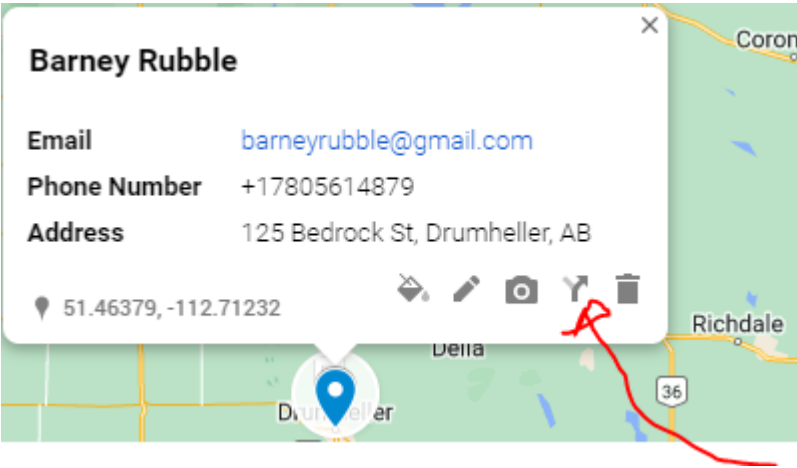 Barney Rubble
Email barneyrubble@gmail.com
Phone Number +17805614879
Address 125 Bedrock St, Drumheller, AB
51.46379, -112.71232
Coron
Richdale
Delia
36
Drumheller